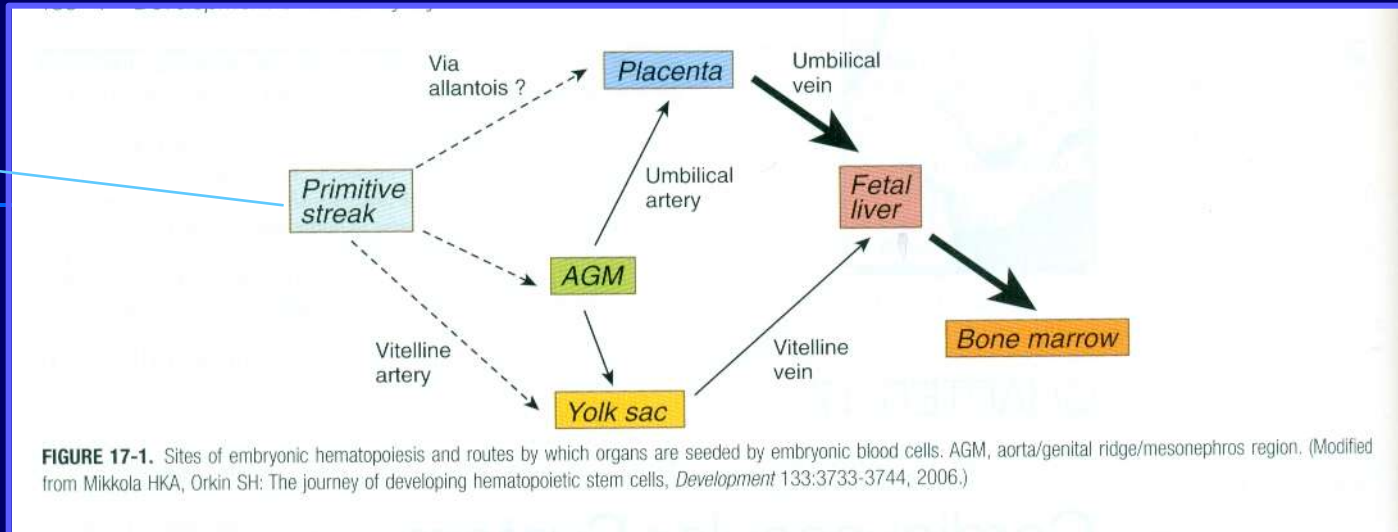 Via
allantois ?
Placenta
Umbilical
vein
Primitive
streak
Umbilical
artery
Fetal
liver
AGM
Bone marrow
Vitelline
artery
Vitelline
vein
Yolk sac
FIGURE 17-1. Sites of embryonic hematopoiesis and routes by which organs are seeded by embryonic blood cells. AGM, aorta/genital ridge/mesonephros region. (Modified
from Mikkola HKA, Orkin SH: The journey of developing hematopoietic stem cells, Development 133:3733-3744, 2006.)